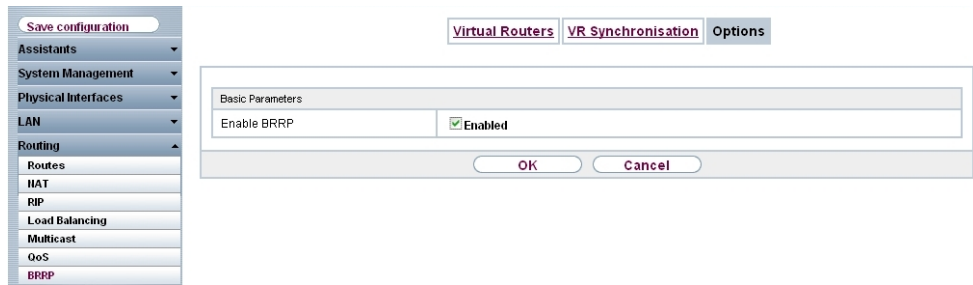 Save configuration
Assistants
System Management
Physical Interfaces
LAN
Routing
Routes
NAT
RIP
Load Balancing
Multicast
QoS
BRRP
Virtual Routers VR Synchronisation Options
Basic Parameters
Enable BRRP Enabled
OK Cancel